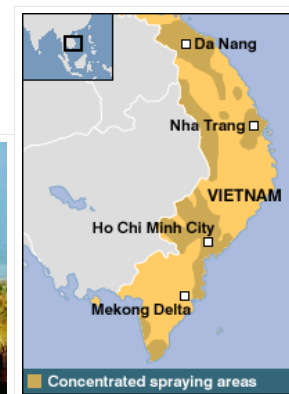 Da Nang
Nha Trang
VIETNAM
Ho Chi Minh City
Mekong Delta
Concentrated spraying areas